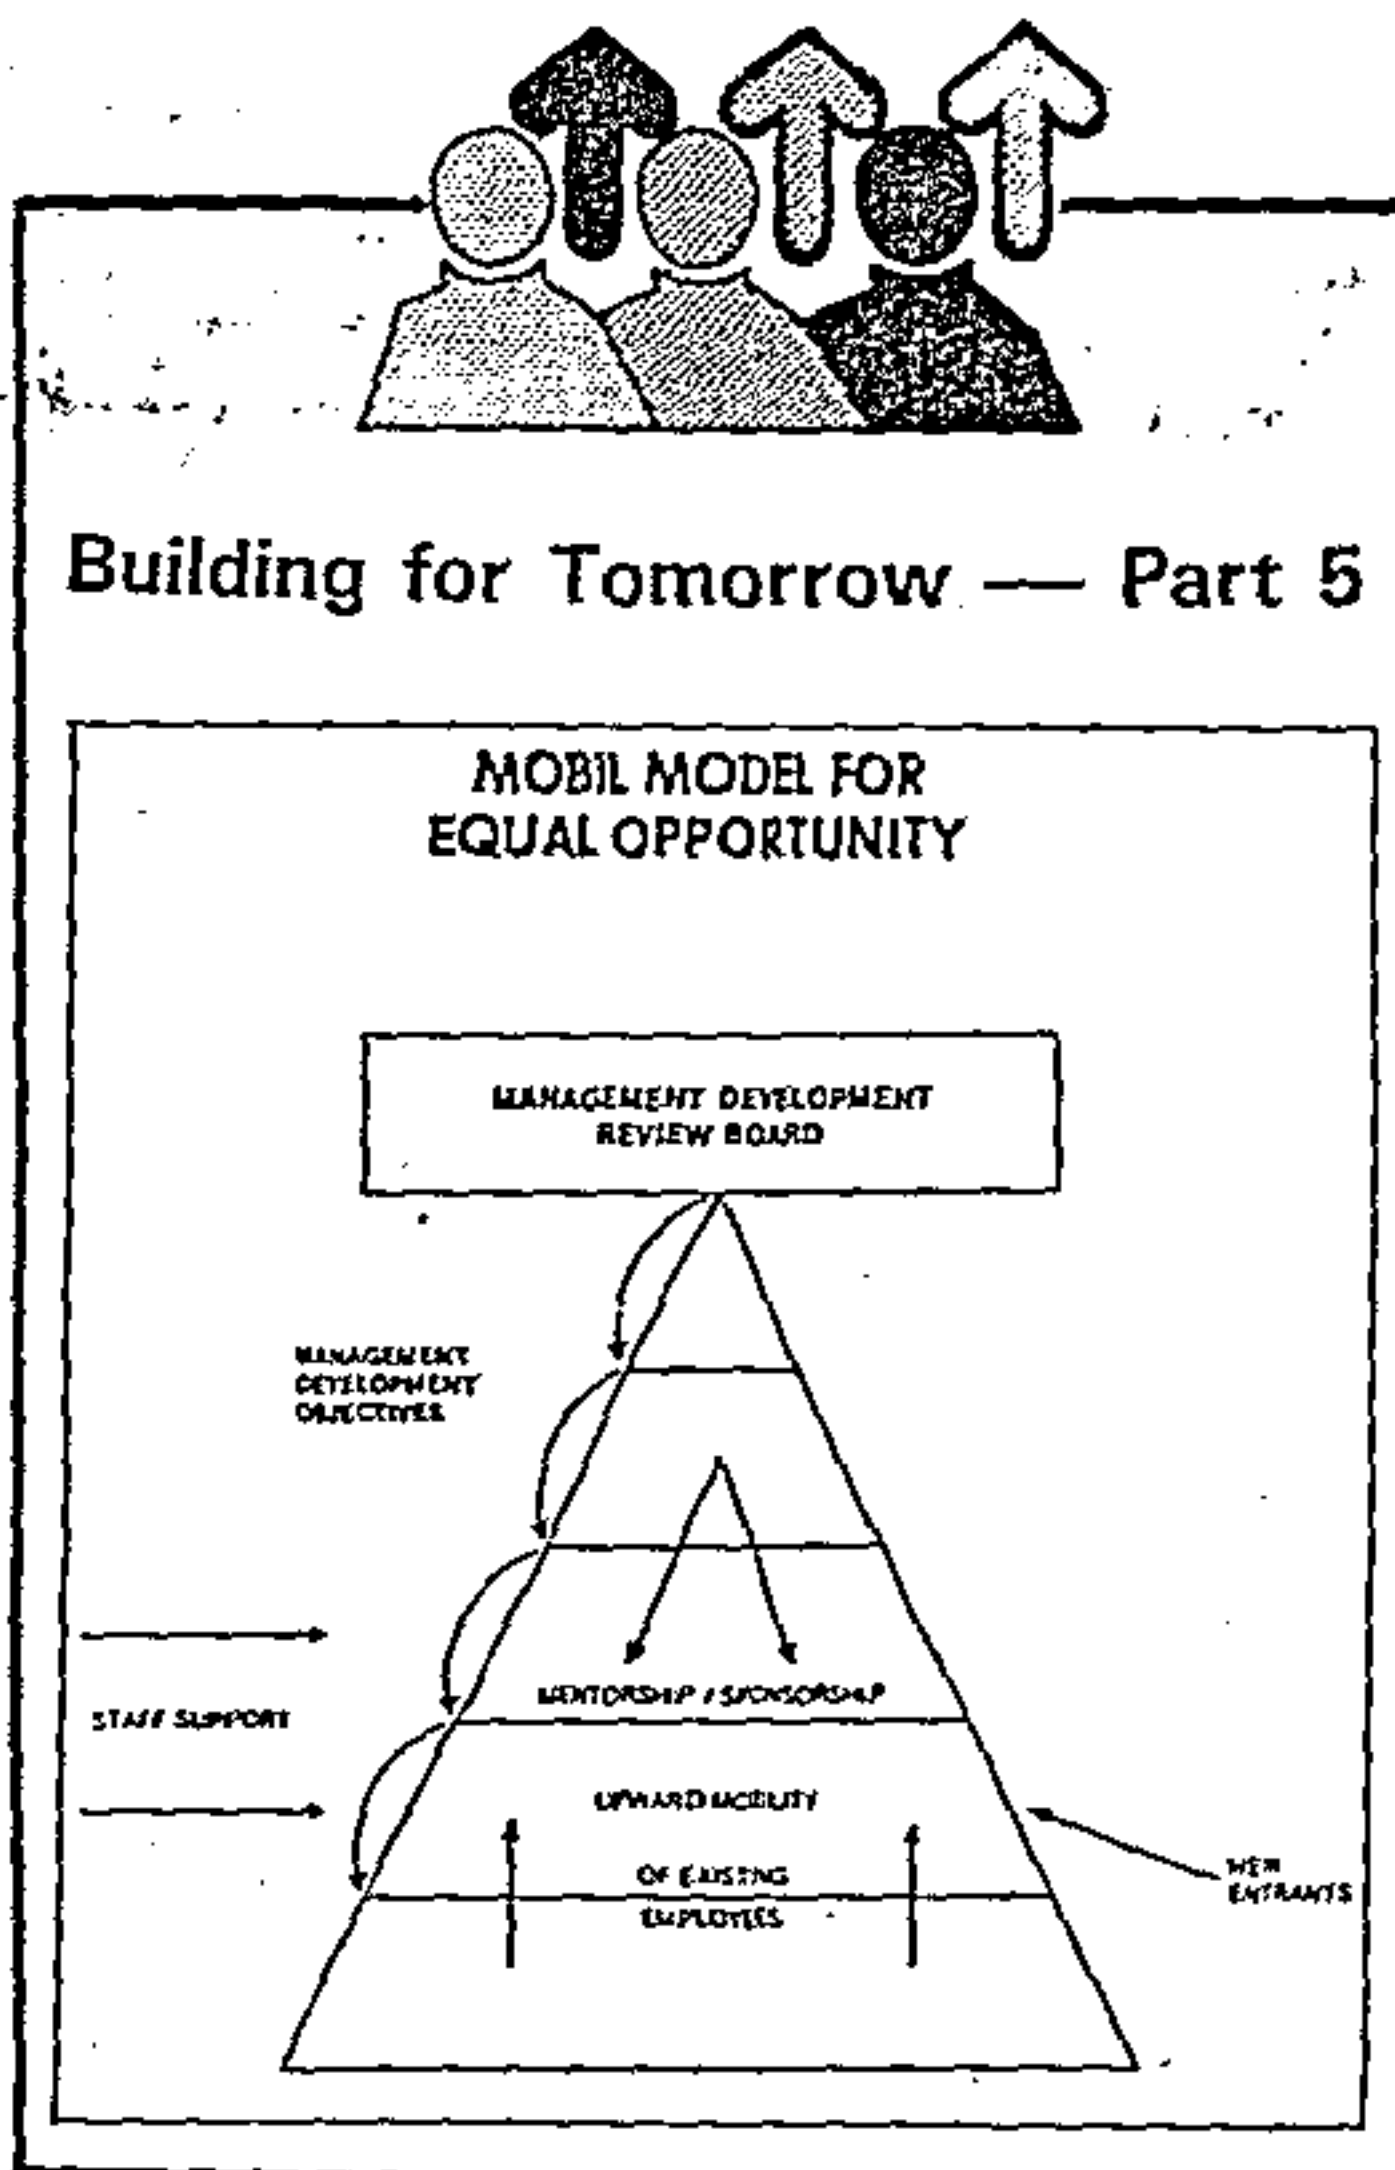 Building for Tomorrow — Part 5
MOBIL MODEL FOR
EQUAL OPPORTUNITY
MANAGEMENT DEVELOPMENT
REVIEW BOARD
MANAGEMENT
DEVELOPMENT
OBJECTIVES
MENTORSHIP / SPONSORSHIP
STAFF SUPPORT
UPWARD MOBILITY
OF EXISTING
EMPLOYEES
NEW
ENTRANTS